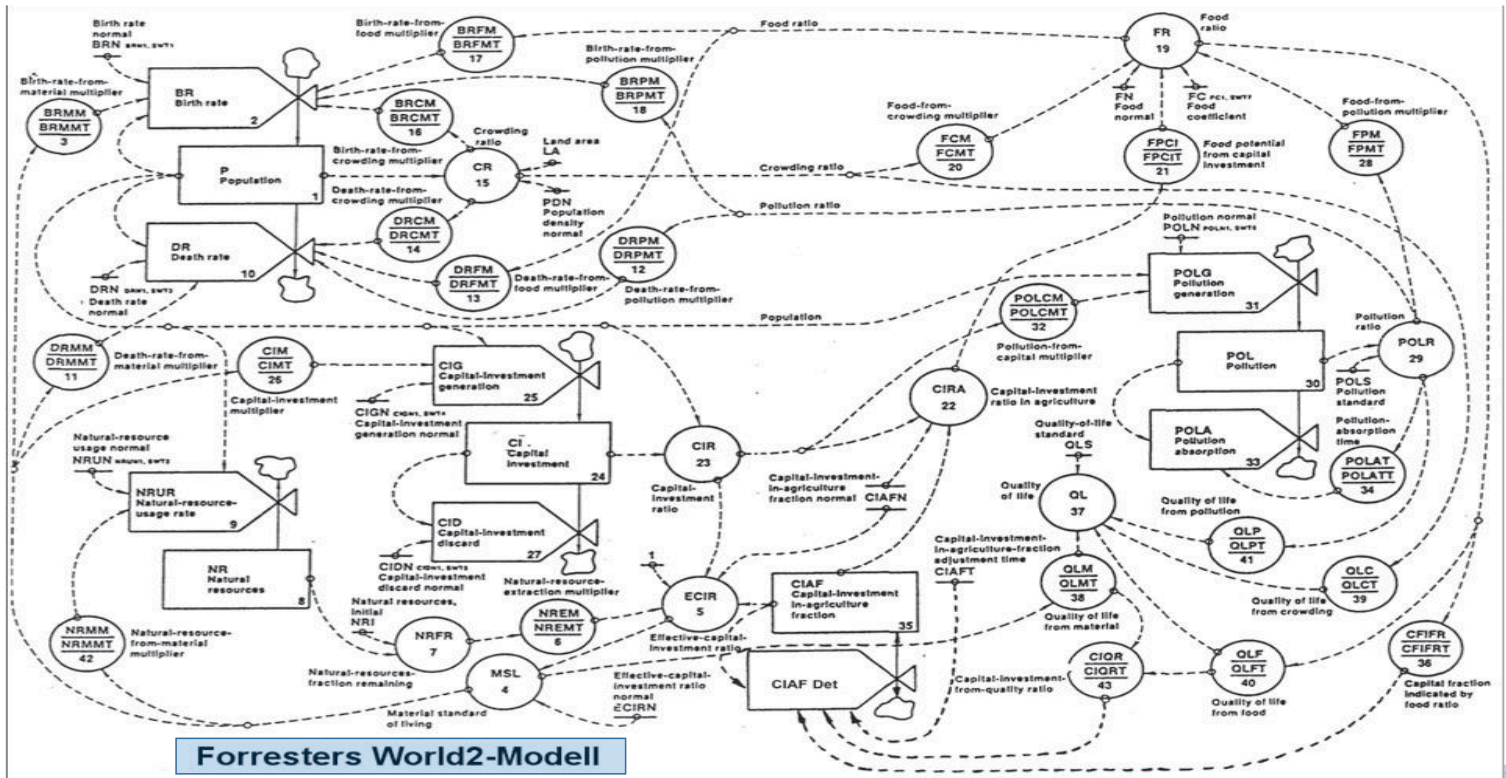 Birth rate
normal
BRN BRN1, SWT1
Birth-rate-from-
material multiplier
BRMM
BRMMT
3
BR
Birth rate
2
Birth-rate-from-
food multiplier
BRFM
BRFMT
17
Birth-rate-from-
pollution multiplier
BRPM
BRPMT
18
BRCM
BRCMT
16
Birth-rate-from-
crowding multiplier
P
Population
1
Crowding
ratio
CR
15
Land area
LA
PDN
Population
density
normal
Death-rate-from-
crowding multiplier
DRCM
DRCMT
14
DR
Death rate
10
DRN DRN1, SWT3
Death rate
normal
DRFM
DRFMT
13
Death-rate-from-
food multiplier
DRPM
DRPMT
12
Death-rate-from-
pollution multiplier
DRMM
DRMMT
11
Death-rate-from-
material multiplier
Food ratio
Crowding ratio
Pollution ratio
Population
FR
19
Food
ratio
FN
Food
normal
FC FC1, SWT7
Food
coefficient
Food-from-
crowding multiplier
FCM
FCMT
20
FPCI
FPCIT
21
Food potential
from capital
investment
Food-from-
pollution multiplier
FPM
FPMT
28
Pollution normal
POLN POLN1, SWT6
POLG
Pollution
generation
31
POLCM
POLCMT
32
Pollution-from-
capital multiplier
POL
Pollution
30
Pollution
ratio
POLR
29
POLS
Pollution
standard
POLA
Pollution
absorption
33
Pollution-
absorption
time
POLAT
POLATT
34
CIM
CIMT
26
Capital-investment
multiplier
CIG
Capital-investment
generation
25
CIGN CIGN1, SWT4
Capital-investment
generation normal
CI
Capital
investment
24
CID
Capital-investment
discard
27
CIDN CIDN1, SWT5
Capital-investment
discard normal
CIR
23
Capital-
investment
ratio
CIRA
22
Capital-investment
ratio in agriculture
Capital-investment-
in-agriculture
fraction normal
CIAFN
Natural-resource
usage normal
NRUN NRUN1, SWT2
NRUR
Natural-resource-
usage rate
9
NR
Natural
resources
8
NRMM
NRMMT
42
Natural-resource-
from-material
multiplier
Natural resources,
initial
NRI
NRFR
7
Natural-resources-
fraction remaining
Natural-resource-
extraction multiplier
NREM
NREMT
6
1
ECIR
5
Effective-capital-
investment ratio
MSL
4
Material standard
of living
Effective-capital-
investment ratio
normal
ECIRN
CIAF
Capital-investment
in-agriculture
fraction
35
CIAF Det
Capital-investment-
in-agriculture-fraction
adjustment time
CIAFT
Quality-of-life
standard
QLS
Quality
of life
QL
37
QLM
QLMT
38
Quality of life
from material
Quality of life
from pollution
QLP
QLPT
41
QLC
QLCT
39
Quality of life
from crowding
QLF
QLFT
40
Quality of life
from food
CIQR
CIQRT
43
Capital-investment-
from-quality ratio
CFIFR
CFIFRT
36
Capital fraction
indicated by
food ratio
Forresters World2-Modell